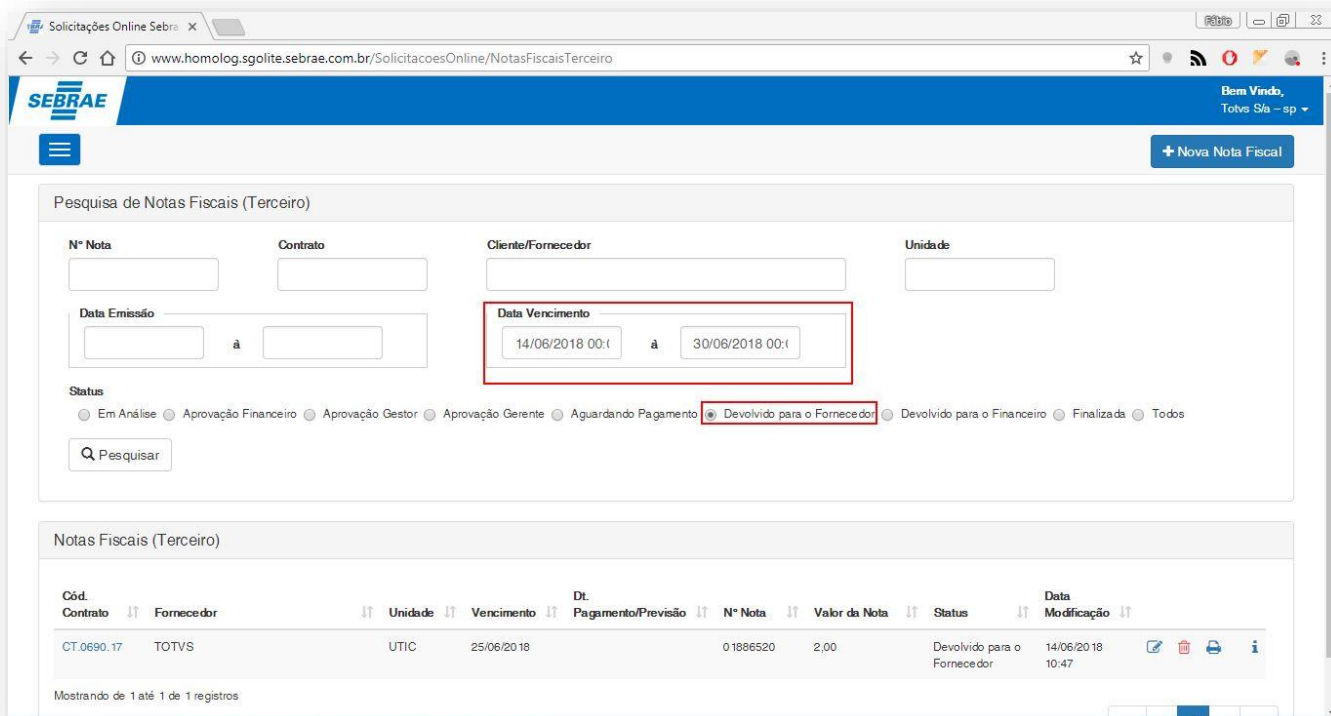 Solicitações Online Sebra
Fábio
www.homolog.sgolite.sebrae.com.br/SolicitacoesOnline/NotasFiscaisTerceiro
SEBRAE
Bem Vindo,
Totvs S/a – sp
+ Nova Nota Fiscal
Pesquisa de Notas Fiscais (Terceiro)
N° Nota Contrato Cliente/Fornecedor Unidade
Data Emissão Data Vencimento
à 14/06/2018 00:( à 30/06/2018 00:(
Status
Em Análise Aprovação Financeiro Aprovação Gestor Aprovação Gerente Aguardando Pagamento Devolvido para o Fornecedor Devolvido para o Financeiro Finalizada Todos
Pesquisar
Notas Fiscais (Terceiro)
Cód. Contrato Fornecedor Unidade Vencimento Dt. Pagamento/Previsão N° Nota Valor da Nota Status Data Modificação
CT.0690.17 TOTVS UTIC 25/06/2018 01886520 2,00 Devolvido para o Fornecedor 14/06/2018 10:47
Mostrando de 1 até 1 de 1 registros